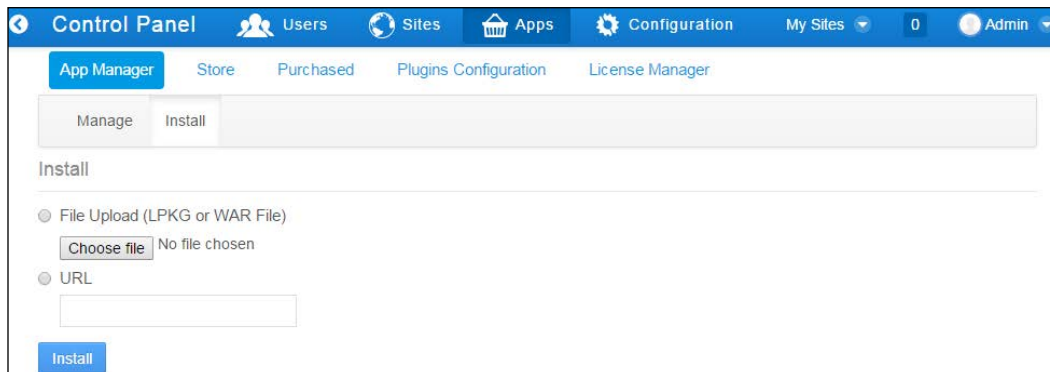 Control Panel Users Sites Apps Configuration My Sites 0 Admin
App Manager Store Purchased Plugins Configuration License Manager
Manage Install
Install
File Upload (LPKG or WAR File)
Choose file No file chosen
URL
Install